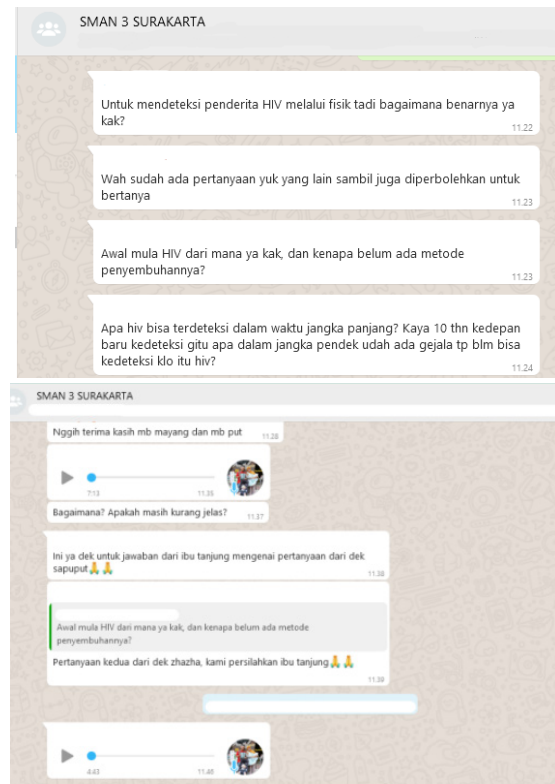 SMAN 3 SURAKARTA
Untuk mendeteksi penderita HIV melalui fisik tadi bagaimana benarnya ya
kak?
11.22
Wah sudah ada pertanyaan yuk yang lain sambil juga diperbolehkan untuk
bertanya
11.23
Awal mula HIV dari mana ya kak, dan kenapa belum ada metode
penyembuhannya?
11.23
Apa hiv bisa terdeteksi dalam waktu jangka panjang? Kaya 10 thn kedepan
baru kedeteksi gitu apa dalam jangka pendek udah ada gejala tp blm bisa
kedeteksi klo itu hiv?
11.24
SMAN 3 SURAKARTA
Nggih terima kasih mb mayang dan mb put
11.28
7:13
11.35
Bagaimana? Apakah masih kurang jelas?
11.37
Ini ya dek untuk jawaban dari ibu tanjung mengenai pertanyaan dari dek
sapuput🙏🙏
11.38
Awal mula HIV dari mana ya kak, dan kenapa belum ada metode
penyembuhannya?
Pertanyaan kedua dari dek zhazha, kami persilahkan ibu tanjung🙏🙏
11.39
4:43
11.46